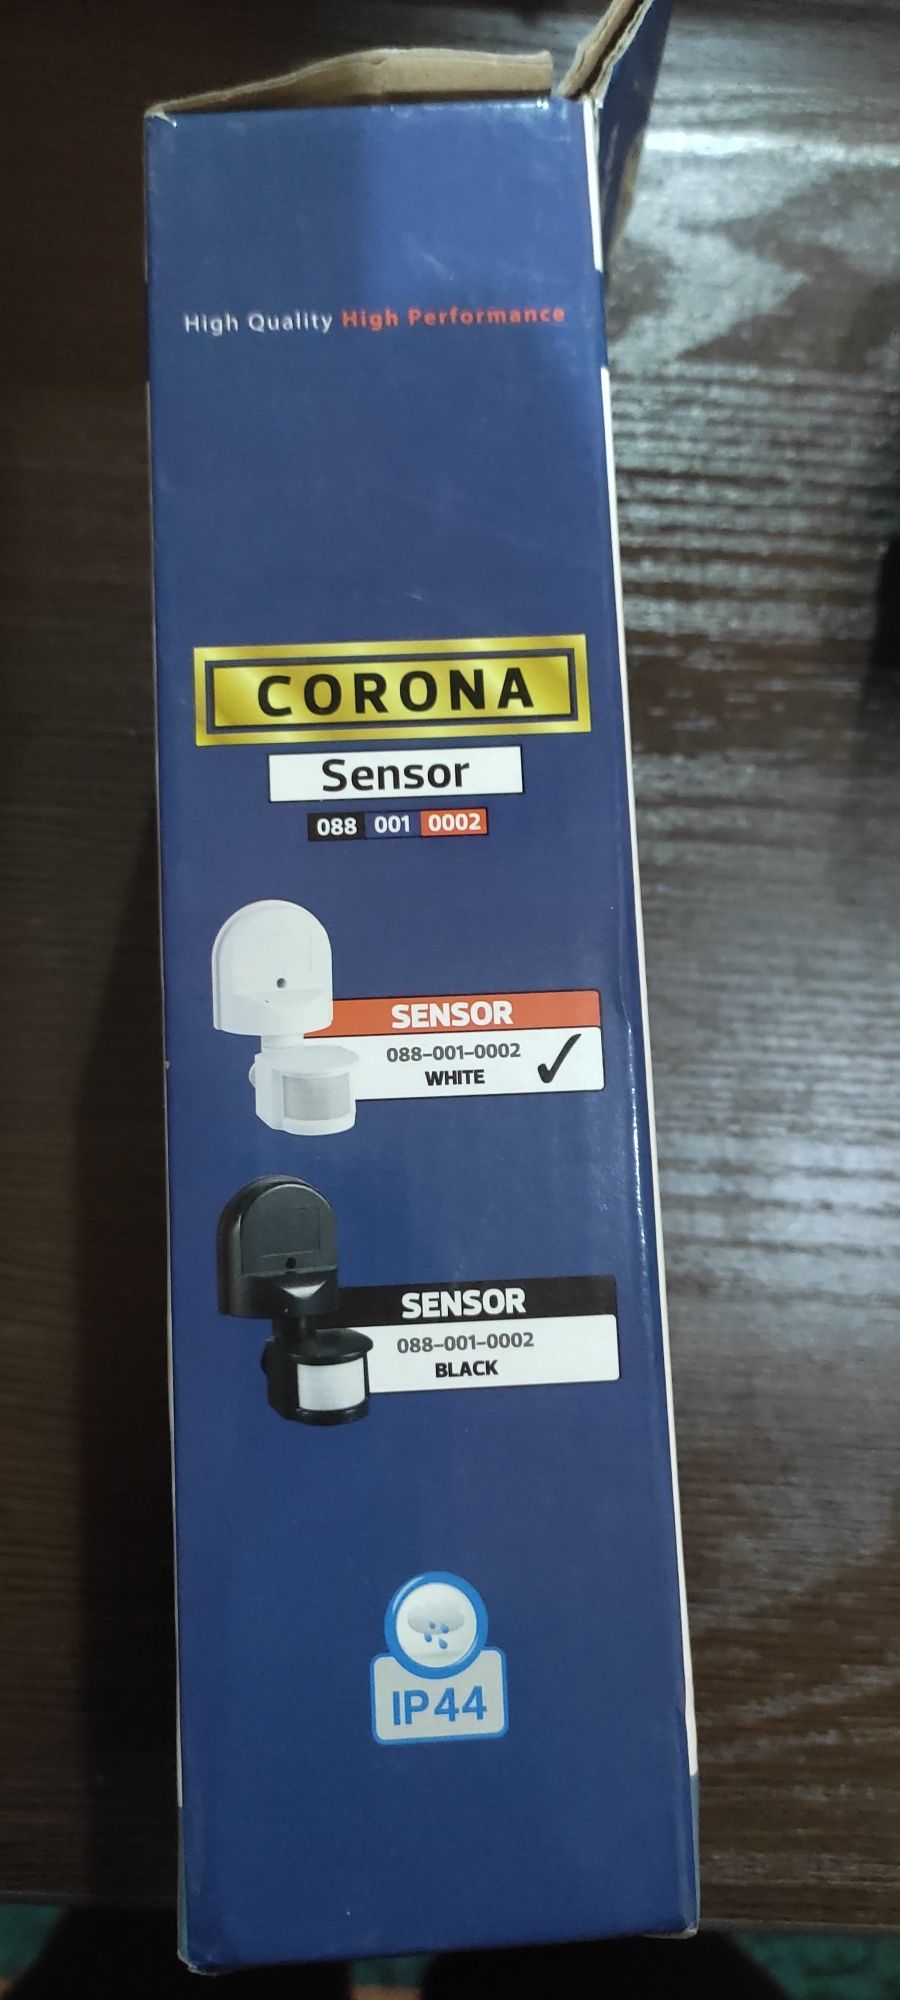 High Quality High Performance
CORONA
Sensor
088 001 0002
SENSOR
088-001-0002
WHITE
SENSOR
088-001-0002
BLACK
IP44